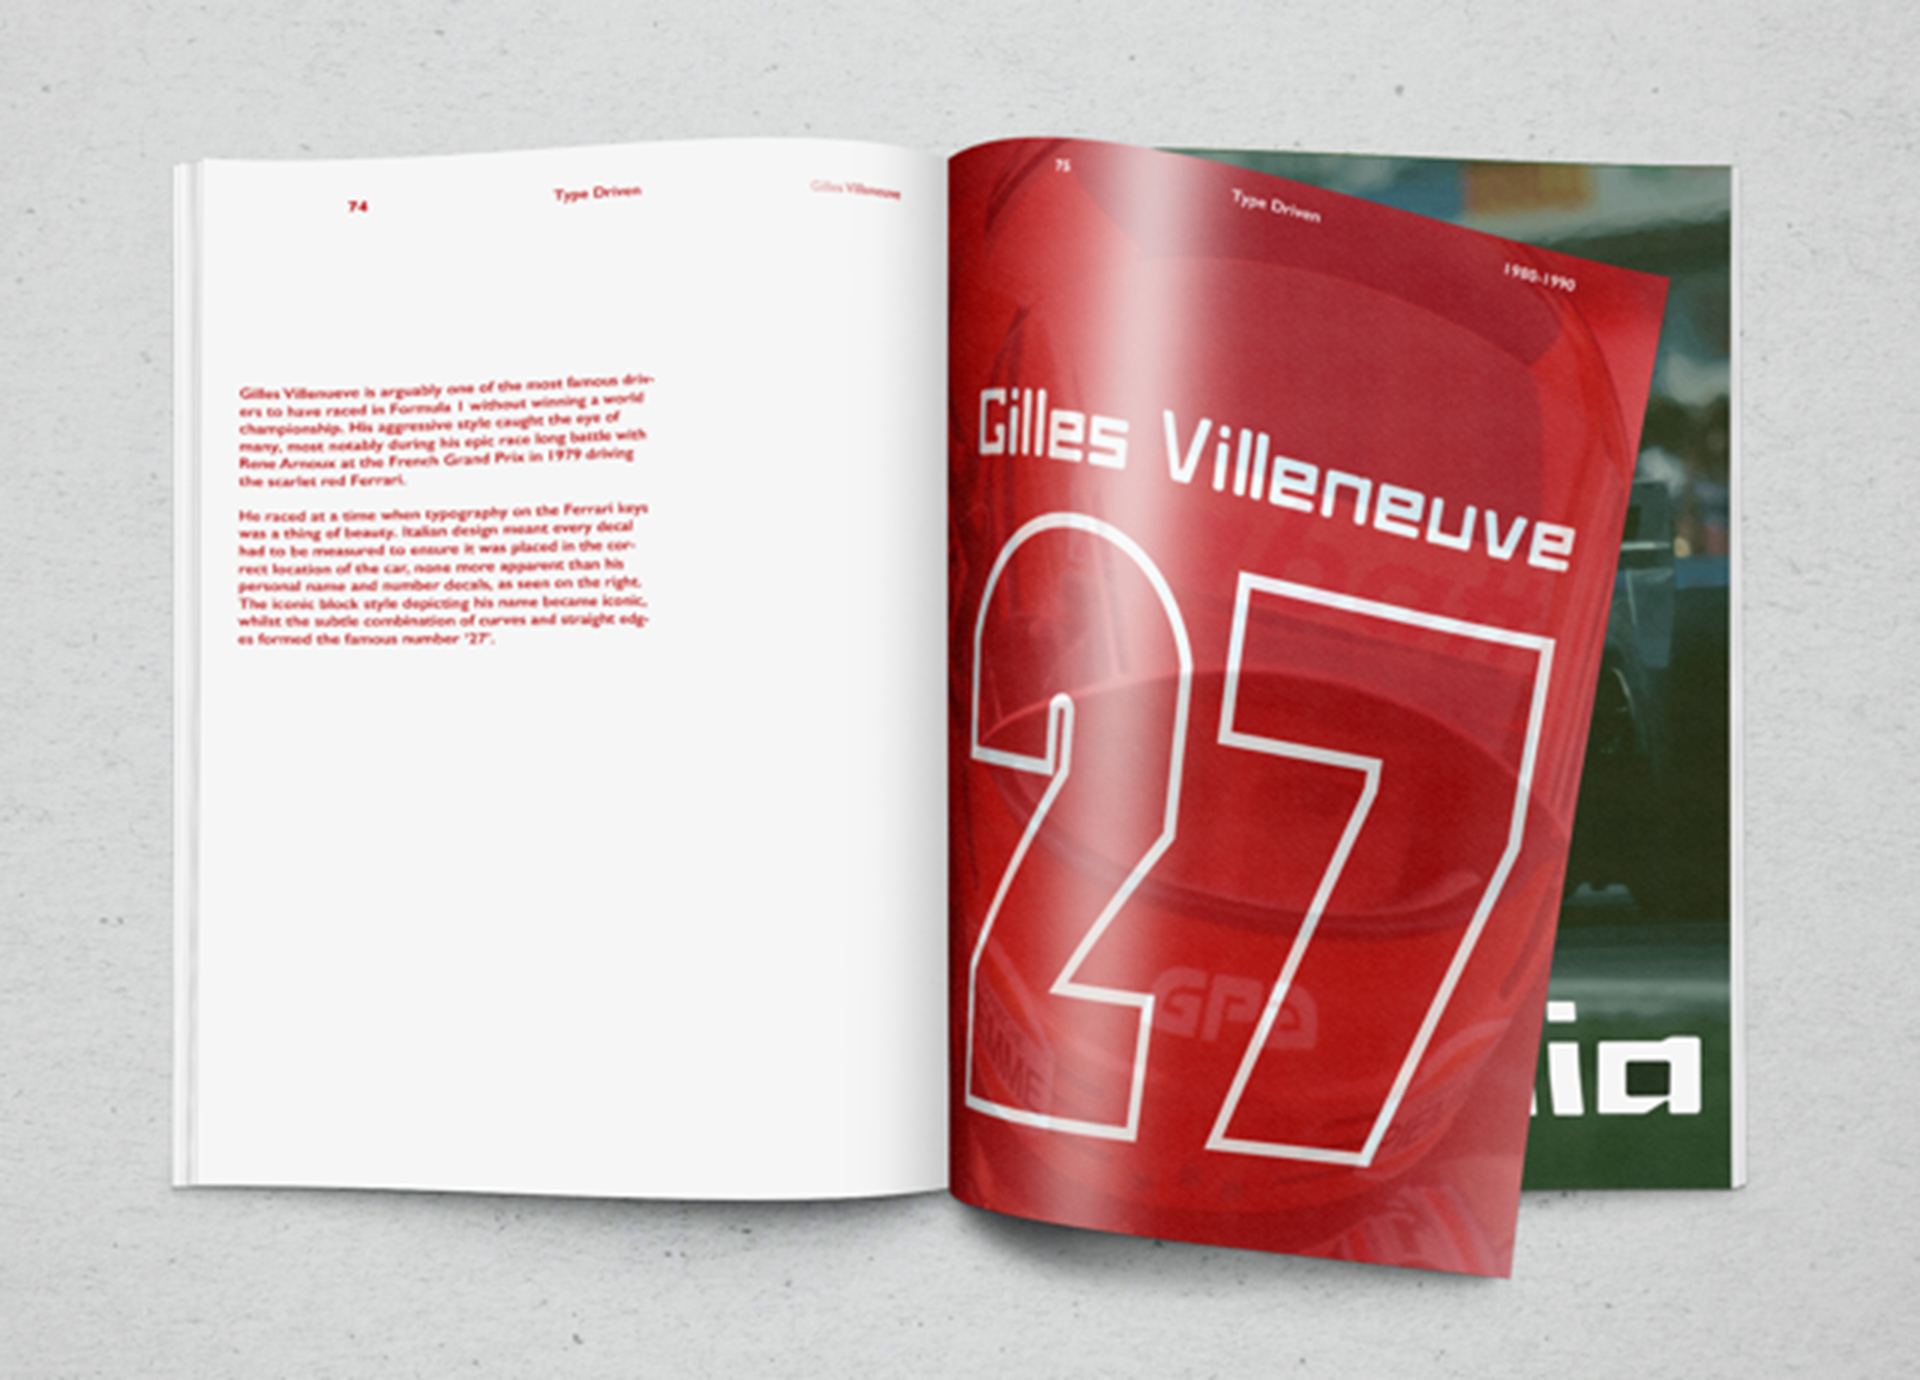 74 Type Driven Gilles Villeneuve
Gilles Villenueve is arguably one of the most famous driv-
ers to have raced in Formula 1 without winning a world
championship. His aggressive style caught the eye of
many, most notably during his epic race long battle with
Rene Arnoux at the French Grand Prix in 1979 driving
the scarlet red Ferrari.
He raced at a time when typography on the Ferrari keys
was a thing of beauty. Italian design meant every decal
had to be measured to ensure it was placed in the cor-
rect location of the car, none more apparent than his
personal name and number decals, as seen on the right.
The iconic block style depicting his name became iconic,
whilst the subtle combination of curves and straight edg-
es formed the famous number '27'.
75 Type Driven 1980-1990
Gilles Villeneuve
27
GPA